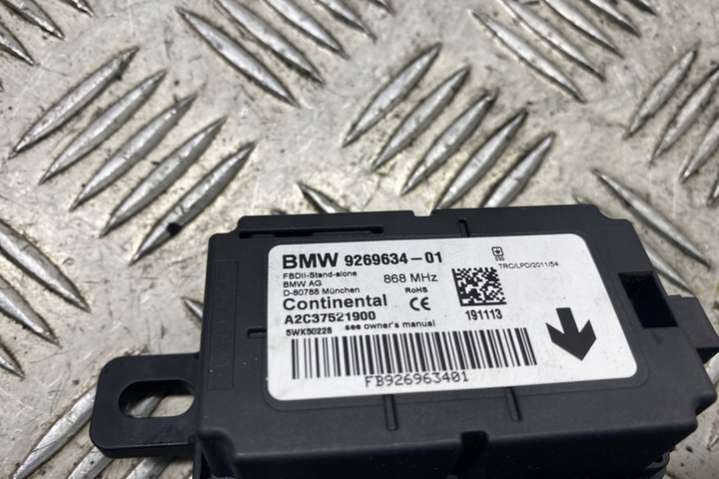 BMW 9269634-01
FBDII-Stand-alone
BMW AG
D-80788 München
868 MHz
RoHS
TRC/LPD/2011/54
Continental
CE
A2C37521900
191113
5WK50228 see owner's manual
FB926963401